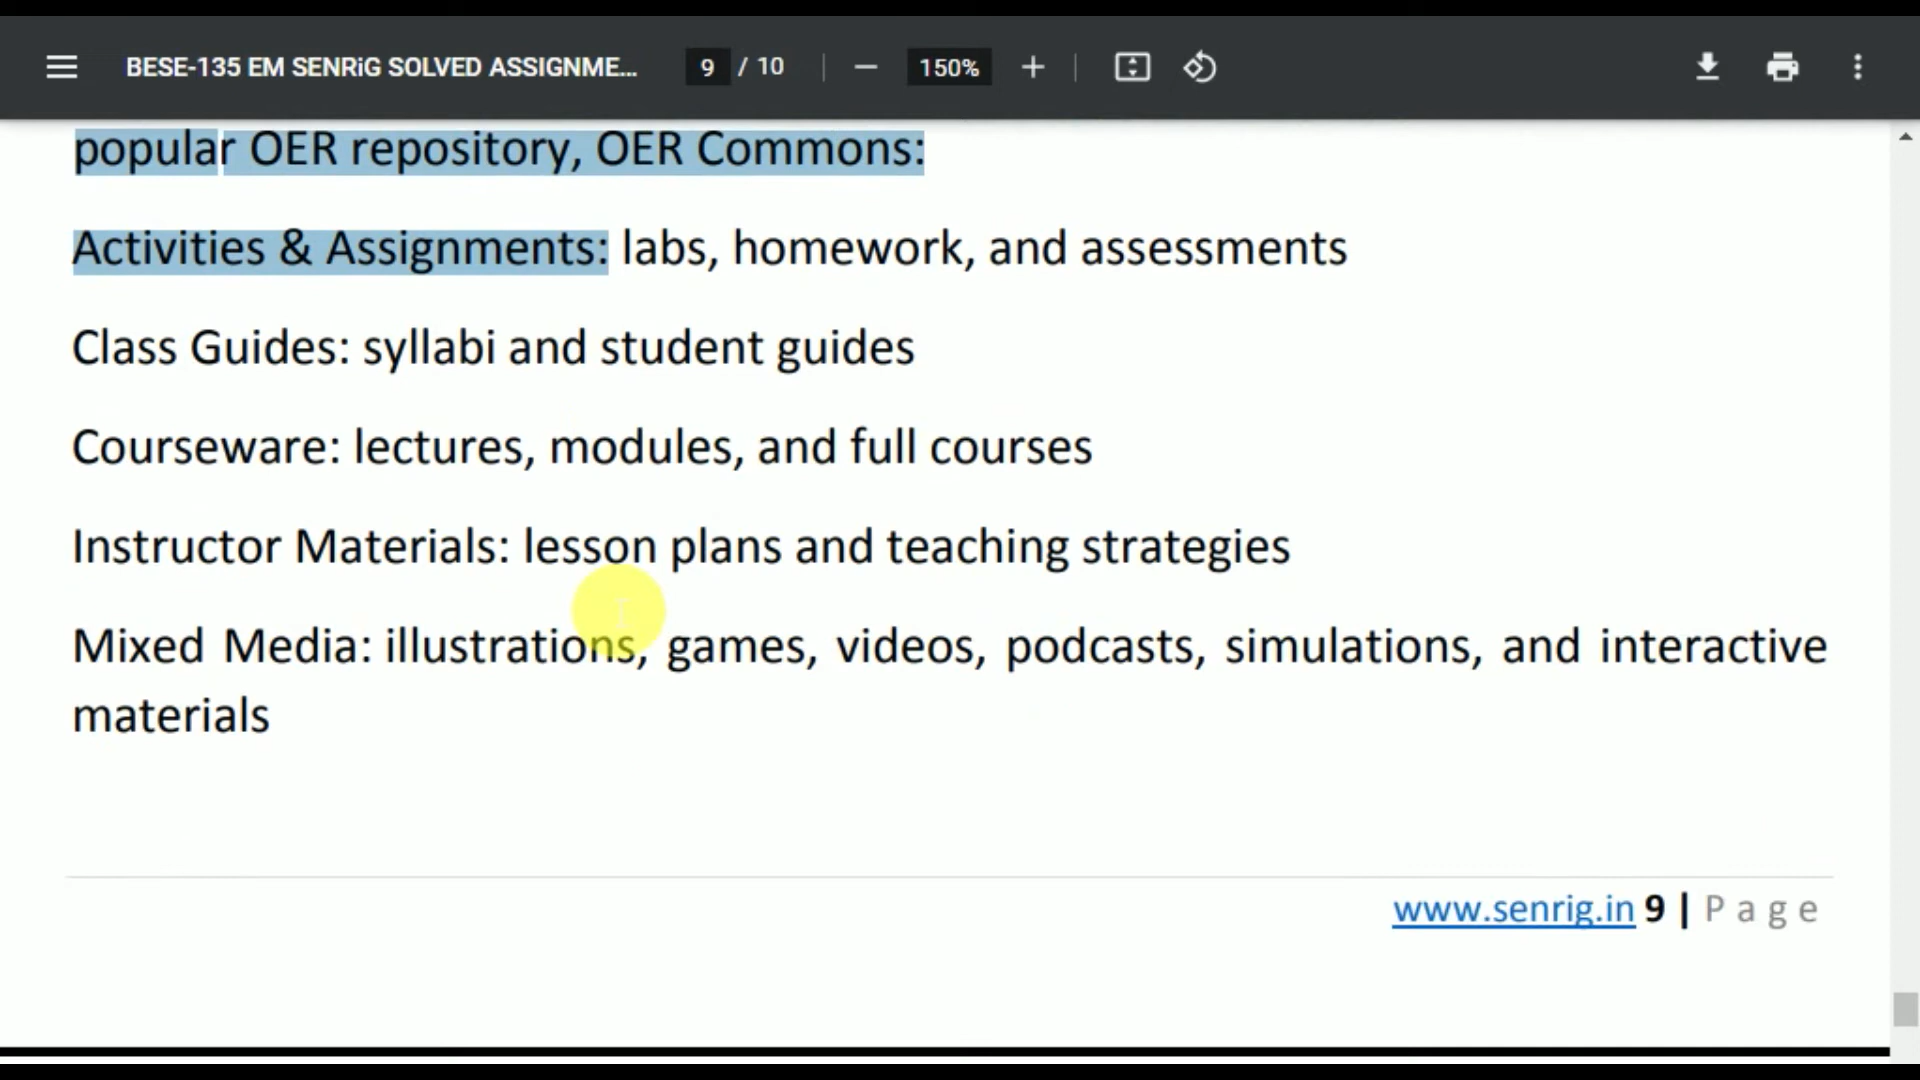 BESE-135 EM SENRiG SOLVED ASSIGNME... 9 / 10 150%
popular OER repository, OER Commons:
Activities & Assignments: labs, homework, and assessments
Class Guides: syllabi and student guides
Courseware: lectures, modules, and full courses
Instructor Materials: lesson plans and teaching strategies
Mixed Media: illustrations, games, videos, podcasts, simulations, and interactive
materials
www.senrig.in 9 | Page